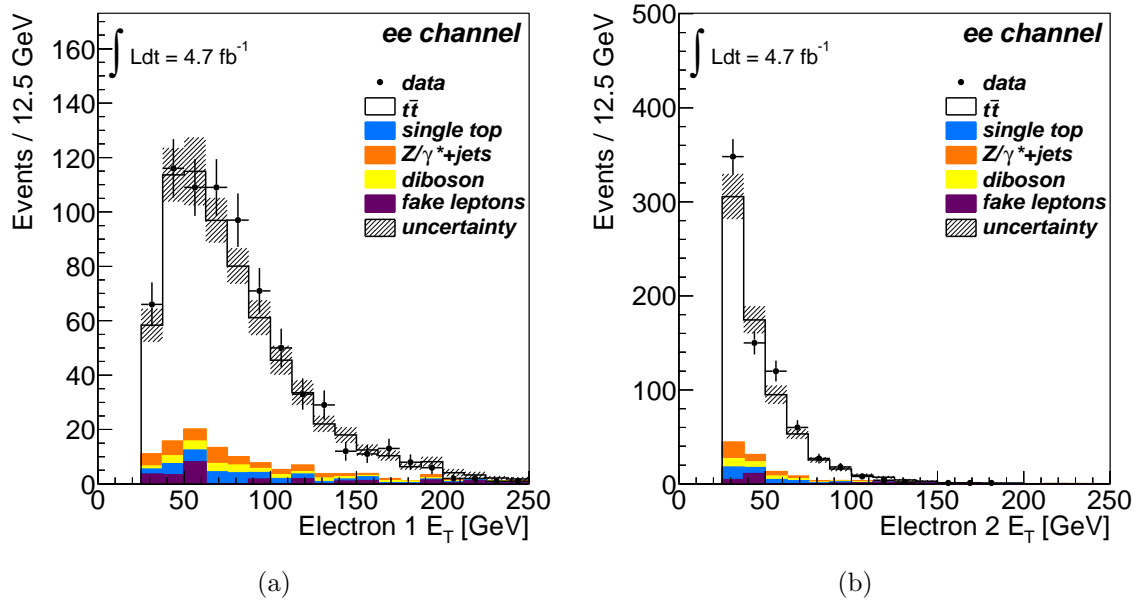 ee channel
∫ Ldt = 4.7 fb⁻¹
data
tt̄
single top
Z/γ*+jets
diboson
fake leptons
uncertainty
Events / 12.5 GeV
160
140
120
100
80
60
40
20
0
0 50 100 150 200 250
Electron 1 E_T [GeV]
(a)
ee channel
∫ Ldt = 4.7 fb⁻¹
data
tt̄
single top
Z/γ*+jets
diboson
fake leptons
uncertainty
Events / 12.5 GeV
500
400
300
200
100
0
0 50 100 150 200 250
Electron 2 E_T [GeV]
(b)